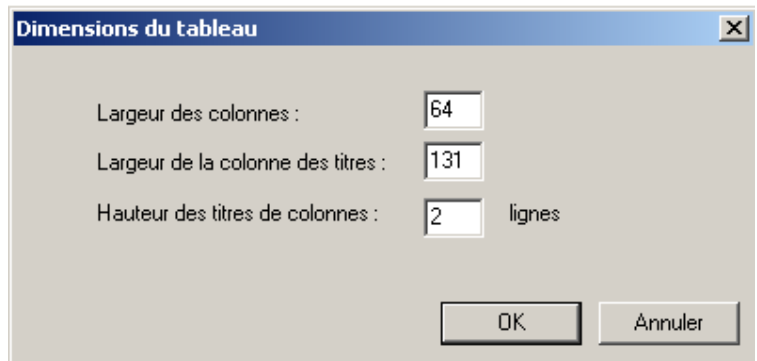 Dimensions du tableau
Largeur des colonnes : 64
Largeur de la colonne des titres : 131
Hauteur des titres de colonnes : 2 lignes
OK Annuler